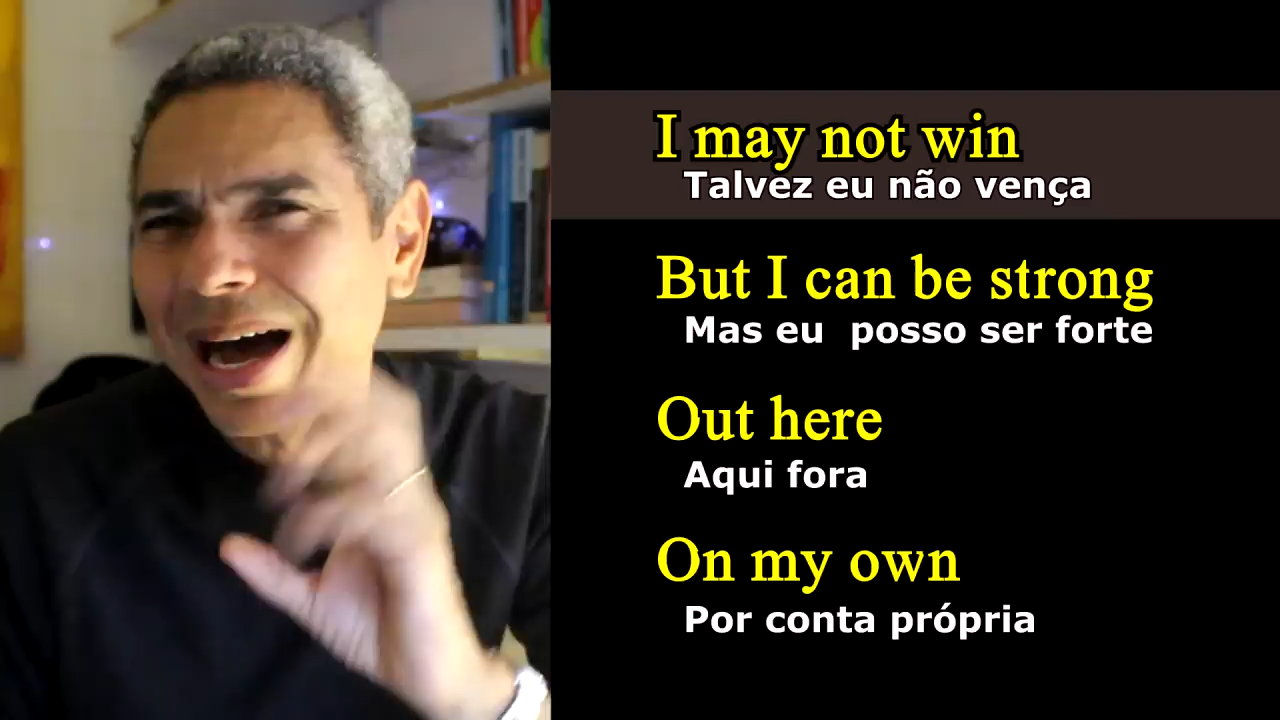 I may not win
Talvez eu não vença
But I can be strong
Mas eu  posso ser forte
Out here
Aqui fora
On my own
Por conta própria